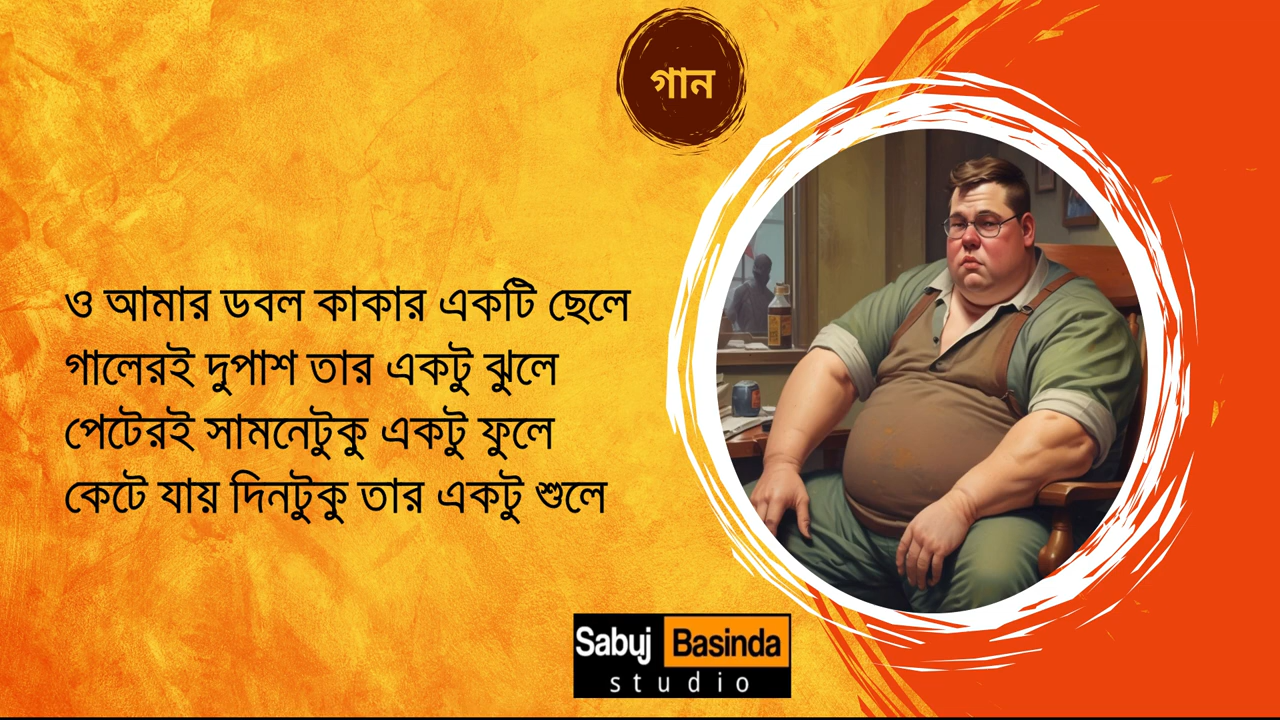 গান
ও আমার ডবল কাকার একটি ছেলে
গালেরই দুপাশ তার একটু ঝুলে
পেটেরই সামনেটুকু একটু ফুলে
কেটে যায় দিনটুকু তার একটু শুলে
Sabuj Basinda
studio